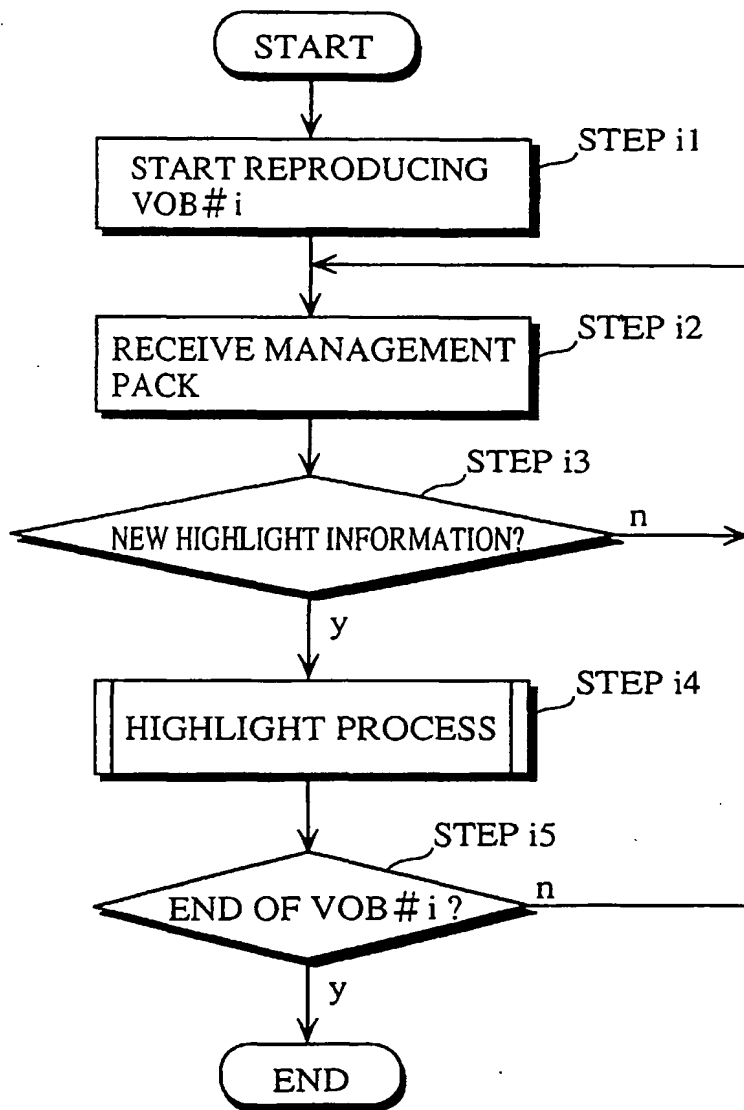 START
STEP i1
START REPRODUCING
VOB# i
STEP i2
RECEIVE MANAGEMENT
PACK
STEP i3
NEW HIGHLIGHT INFORMATION?
n
y
STEP i4
HIGHLIGHT PROCESS
STEP i5
END OF VOB# i ?
n
y
END